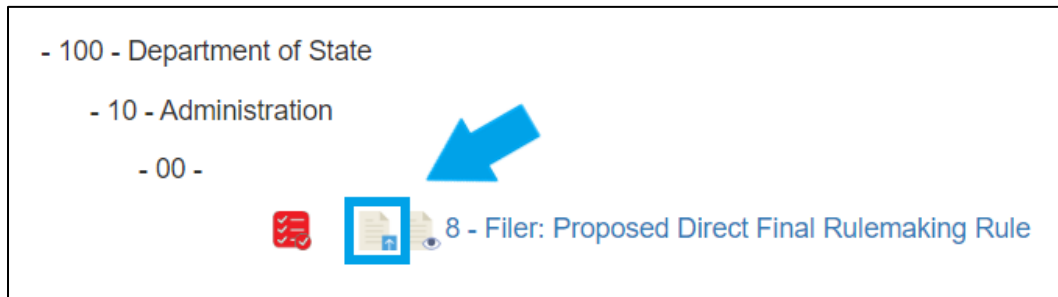 - 100 - Department of State
- 10 - Administration
- 00 -
8 - Filer: Proposed Direct Final Rulemaking Rule